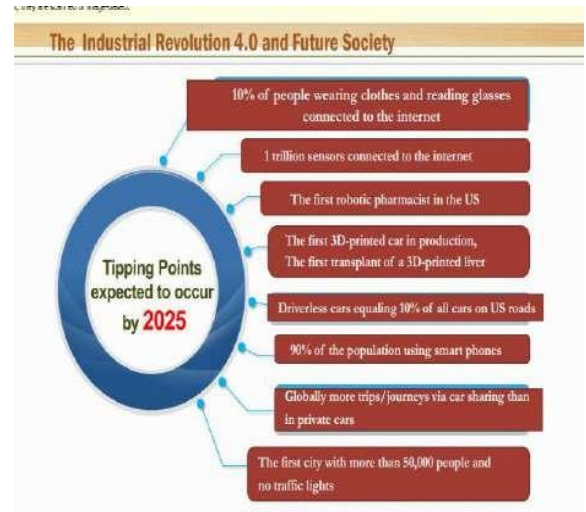 The Industrial Revolution 4.0 and Future Society
10% of people wearing clothes and reading glasses
connected to the internet
1 trillion sensors connected to the internet
The first robotic pharmacist in the US
The first 3D-printed car in production,
The first transplant of a 3D-printed liver
Tipping Points
expected to occur
by 2025
Driverless cars equaling 10% of all cars on US roads
90% of the population using smart phones
Globally more trips/journeys via car sharing than
in private cars
The first city with more than 50,000 people and
no traffic lights